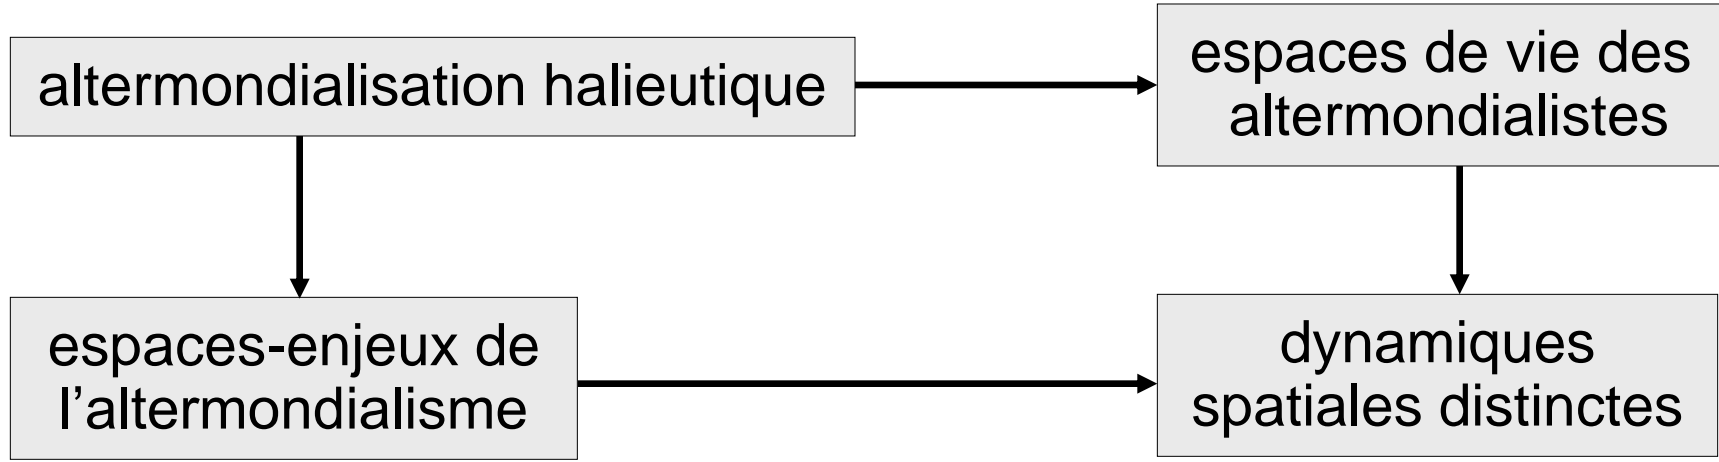 altermondialisation halieutique
espaces de vie des
altermondialistes
espaces-enjeux de
l’altermondialisme
dynamiques
spatiales distinctes